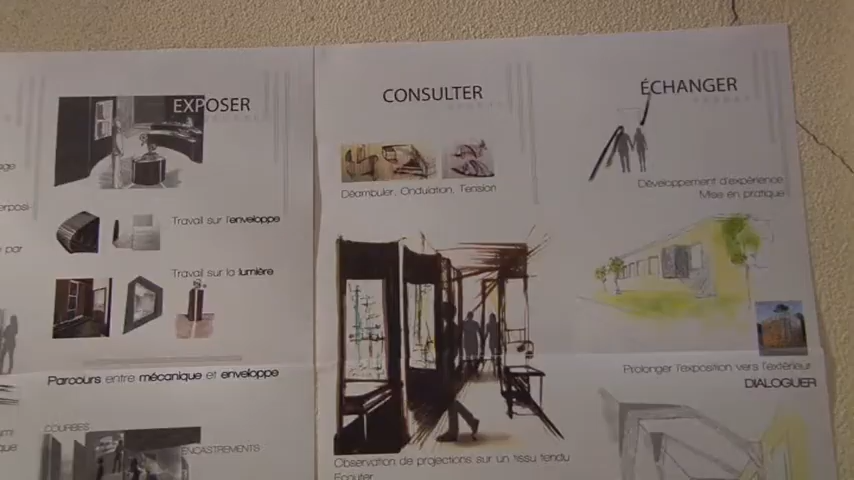 EXPOSER
Travail sur l'enveloppe
Travail sur la lumière
Parcours entre mécanique et enveloppe
COURBES
ENCASTREMENTS
CONSULTER
Déambuler, Ondulation, Tension
Observation de projections sur un tissu tendu
Ecouter
ÉCHANGER
Développement d'expérience
Mise en pratique
Prolonger l'exposition vers l'extérieur
DIALOGUER